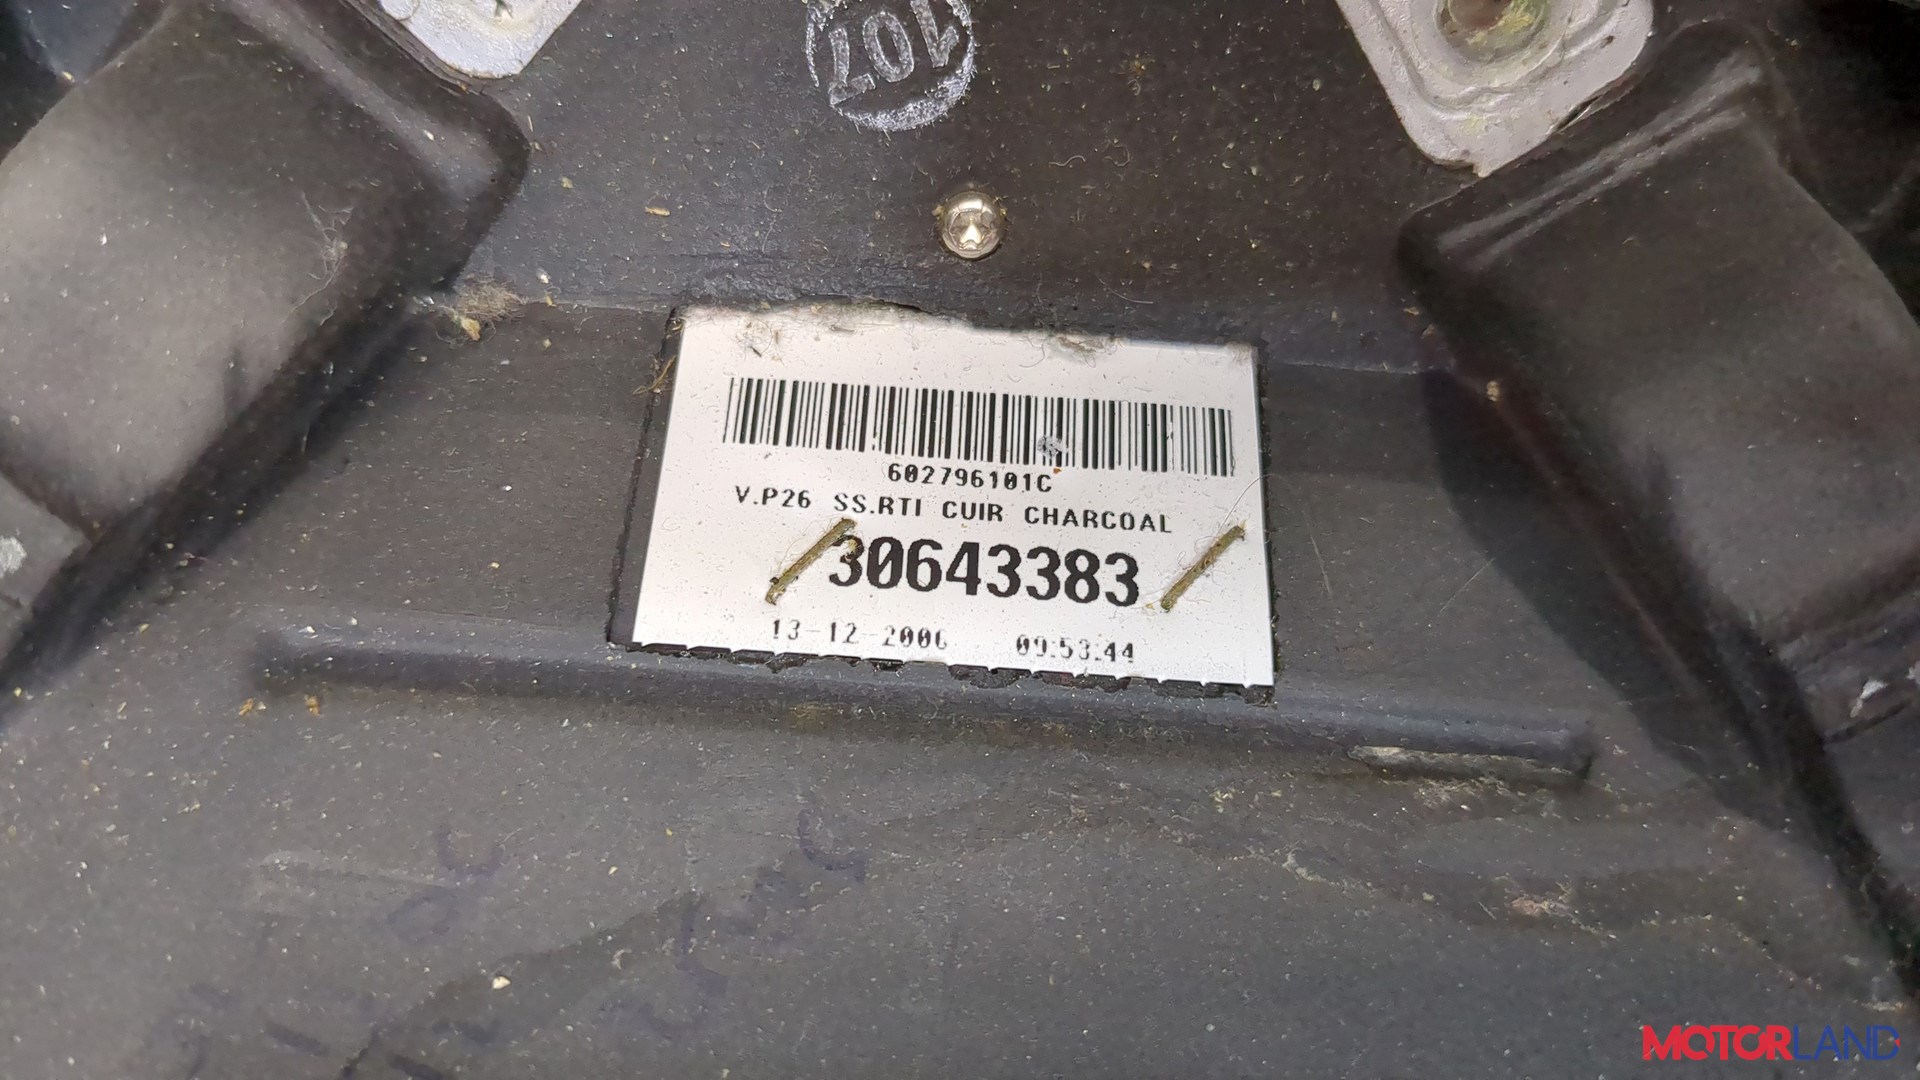 107
602796101C
V.P26 SS.RTI CUIR CHARCOAL
30643383
13-12-2006 09:53:44
MOTORLAND